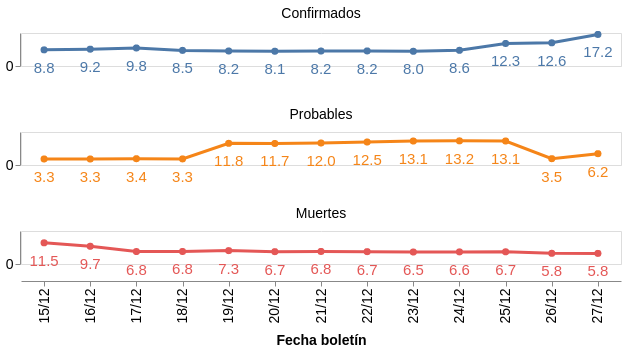 Confirmados
0
8.8 9.2 9.8 8.5 8.2 8.1 8.2 8.2 8.0 8.6 12.3 12.6 17.2
Probables
0
3.3 3.3 3.4 3.3 11.8 11.7 12.0 12.5 13.1 13.2 13.1 3.5 6.2
Muertes
0
11.5 9.7 6.8 6.8 7.3 6.7 6.8 6.7 6.5 6.6 6.7 5.8 5.8
15/12 16/12 17/12 18/12 19/12 20/12 21/12 22/12 23/12 24/12 25/12 26/12 27/12
Fecha boletín